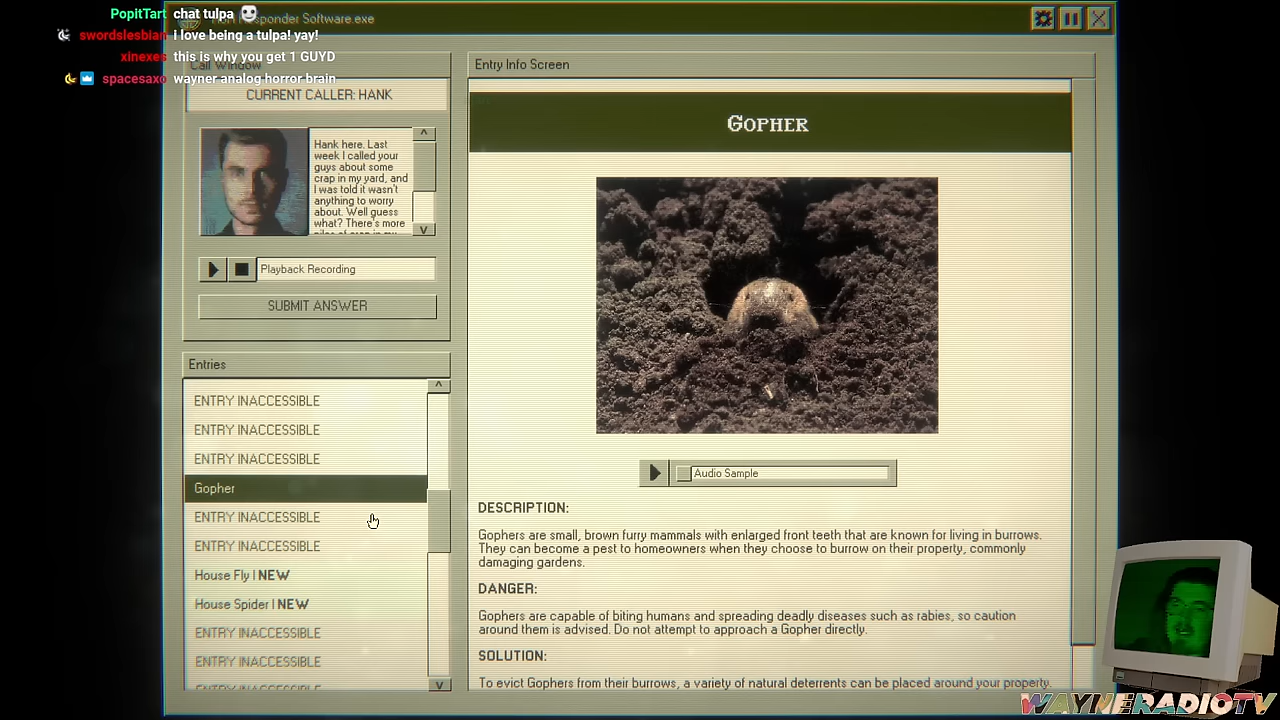 PopitTart chat tulpa
swordslesbian i love being a tulpa! yay!
xinexes this is why you get 1 GUYD
spacesaxo wayner analog horror brain
Responder Software.exe
Call Window
CURRENT CALLER: HANK
Hank here. Last
week I called your
guys about some
crap in my yard, and
I was told it wasn't
anything to worry
about. Well guess
what? There's more
Playback Recording
SUBMIT ANSWER
Entries
ENTRY INACCESSIBLE
ENTRY INACCESSIBLE
ENTRY INACCESSIBLE
Gopher
ENTRY INACCESSIBLE
ENTRY INACCESSIBLE
House Fly | NEW
House Spider | NEW
ENTRY INACCESSIBLE
ENTRY INACCESSIBLE
Entry Info Screen
GOPHER
Audio Sample
DESCRIPTION:
Gophers are small, brown furry mammals with enlarged front teeth that are known for living in burrows.
They can become a pest to homeowners when they choose to burrow on their property, commonly
damaging gardens.
DANGER:
Gophers are capable of biting humans and spreading deadly diseases such as rabies, so caution
around them is advised. Do not attempt to approach a Gopher directly.
SOLUTION:
To evict Gophers from their burrows, a variety of natural deterrents can be placed around your property.
WAYNERADIOTV